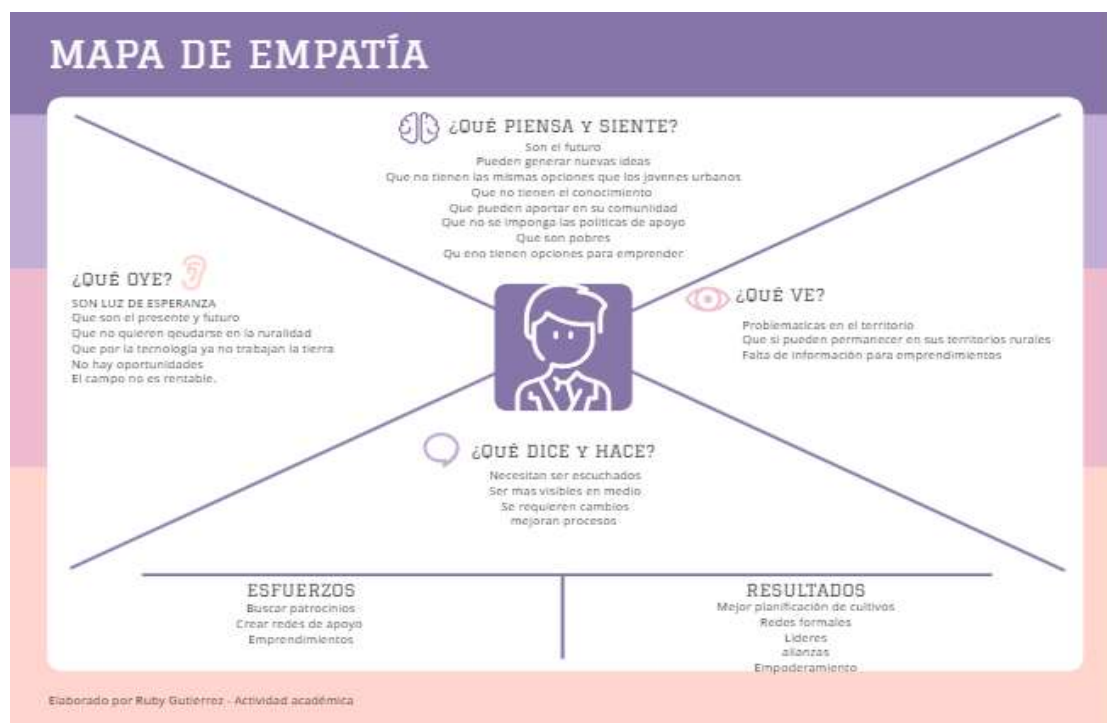 MAPA DE EMPATÍA
¿QUÉ PIENSA Y SIENTE?
Son el futuro
Pueden generar nuevas ideas
Que no tienen las mismas opciones que los jovenes urbanos
Que no tienen el conocimiento
Que pueden aportar en su comunidad
Que no se imponga las políticas de apoyo
Que son pobres
Qu eno tienen opciones para emprender
¿QUÉ OYE?
SON LUZ DE ESPERANZA
Que son el presente y futuro
Que no quieren qeudarse en la ruralidad
Que por la tecnología ya no trabajan la tierra
No hay oportunidades
El campo no es rentable.
¿QUÉ VE?
Problematicas en el territorio
Que si pueden permanecer en sus territorios rurales
Falta de información para emprendimientos
¿QUÉ DICE Y HACE?
Necesitan ser escuchados
Ser mas visibles en medio
Se requieren cambios
mejoran procesos
ESFUERZOS
Buscar patrocinios
Crear redes de apoyo
Emprendimientos
RESULTADOS
Mejor planificación de cultivos
Redes formales
Lideres
alianzas
Empoderamiento
Elaborado por Ruby Gutiérrez - Actividad académica